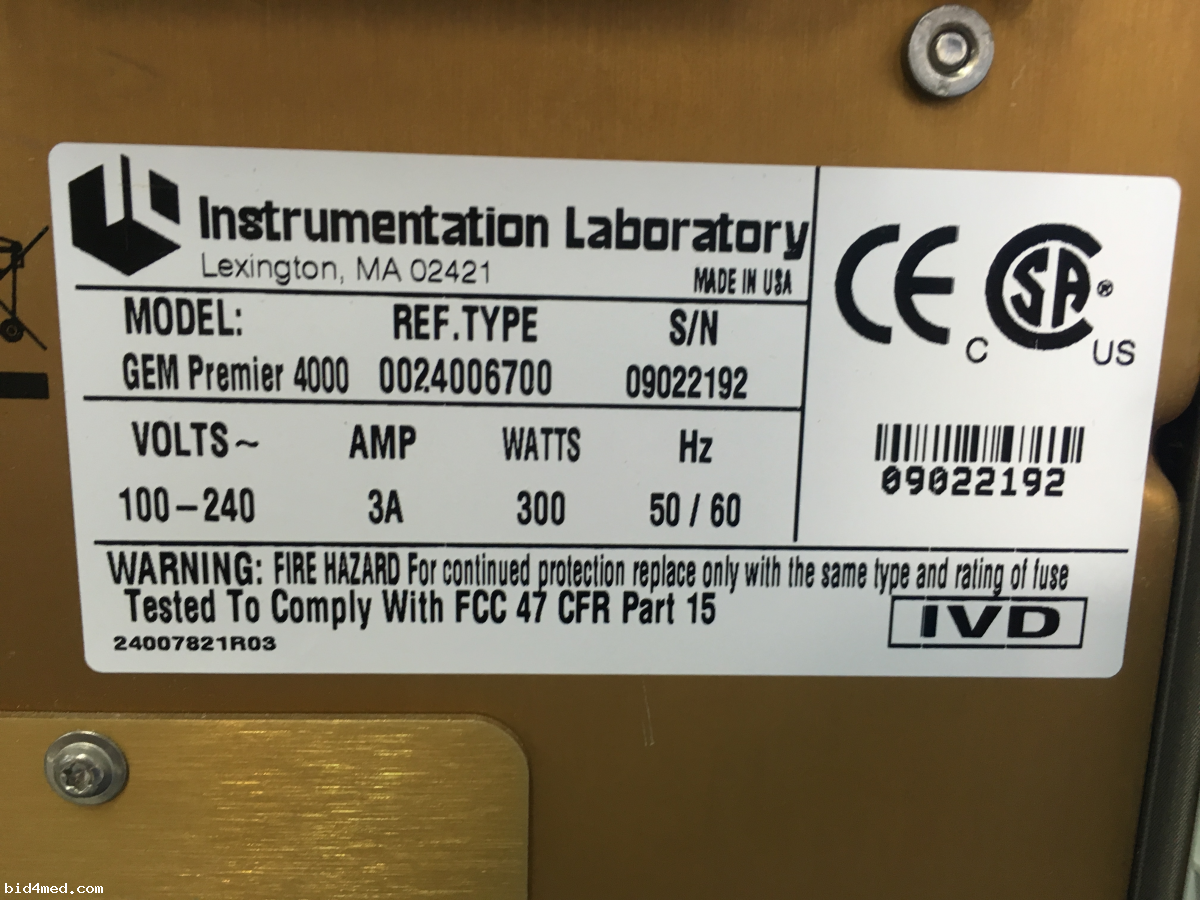 Instrumentation Laboratory
Lexington, MA 02421 MADE IN USA
MODEL: REF.TYPE S/N
GEM Premier 4000 0024006700 09022192
VOLTS~ AMP WATTS Hz
100-240 3A 300 50 / 60
CE
C SA ® US
09022192
WARNING: FIRE HAZARD For continued protection replace only with the same type and rating of fuse
Tested To Comply With FCC 47 CFR Part 15
IVD
24007821R03
bid4med.com